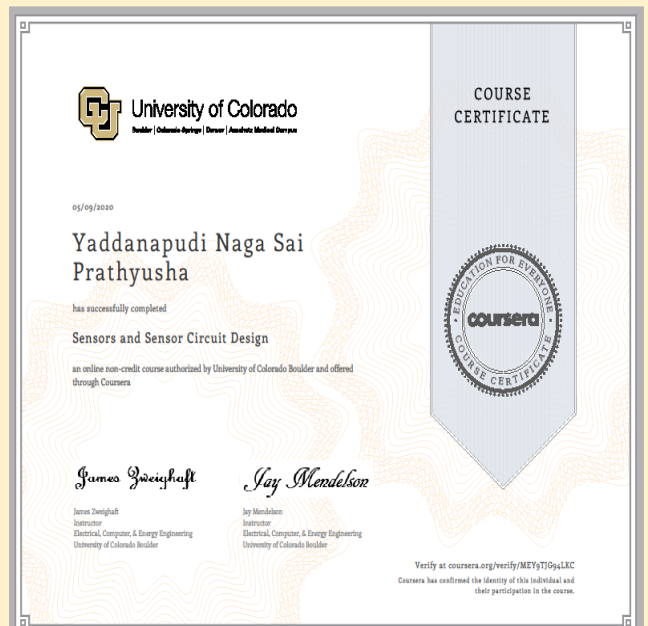 University of Colorado
Boulder | Colorado Springs | Denver | Anschutz Medical Campus
COURSE
CERTIFICATE
05/09/2020
Yaddanapudi Naga Sai
Prathyusha
has successfully completed
Sensors and Sensor Circuit Design
an online non-credit course authorized by University of Colorado Boulder and offered
through Coursera
EDUCATION FOR EVERYONE
coursera
COURSE CERTIFICATE
James Zweighaft
Jay Mendelson
James Zweighaft
Instructor
Electrical, Computer, & Energy Engineering
University of Colorado Boulder
Jay Mendelson
Instructor
Electrical, Computer, & Energy Engineering
University of Colorado Boulder
Verify at coursera.org/verify/MEY9TJG94LKC
Coursera has confirmed the identity of this individual and
their participation in the course.